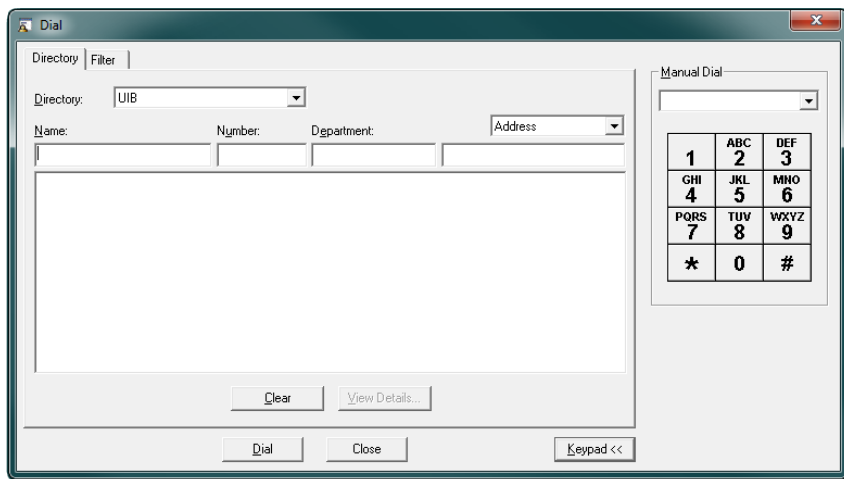 Dial
Directory
Filter
Directory:
UIB
Name:
Number:
Department:
Address
Clear
View Details...
Dial
Close
Keypad <<
Manual Dial
1
ABC
2
DEF
3
GHI
4
JKL
5
MNO
6
PQRS
7
TUV
8
WXYZ
9
*
0
#